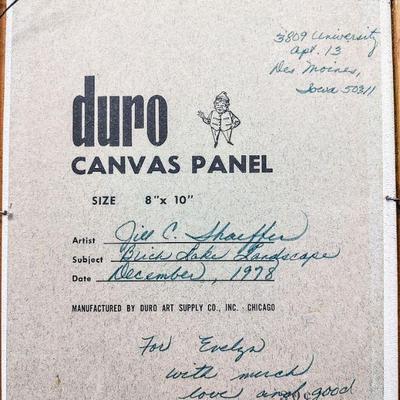 3809 University
Apt. 13
Des Moines,
Iowa 50311
duro
CANVAS PANEL
SIZE 8" x 10"
Artist Jill C. Shaeffer
Subject Birch Lake Landscape
Date December, 1978
MANUFACTURED BY DURO ART SUPPLY CO., INC. · CHICAGO
For Evelyn
with much
love and good